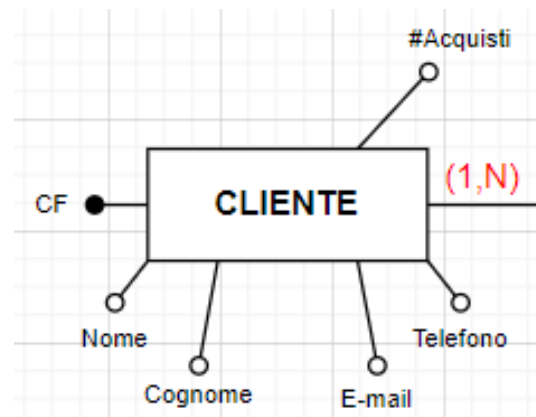 #Acquisti
(1,N)
CF
CLIENTE
Nome
Telefono
Cognome
E-mail